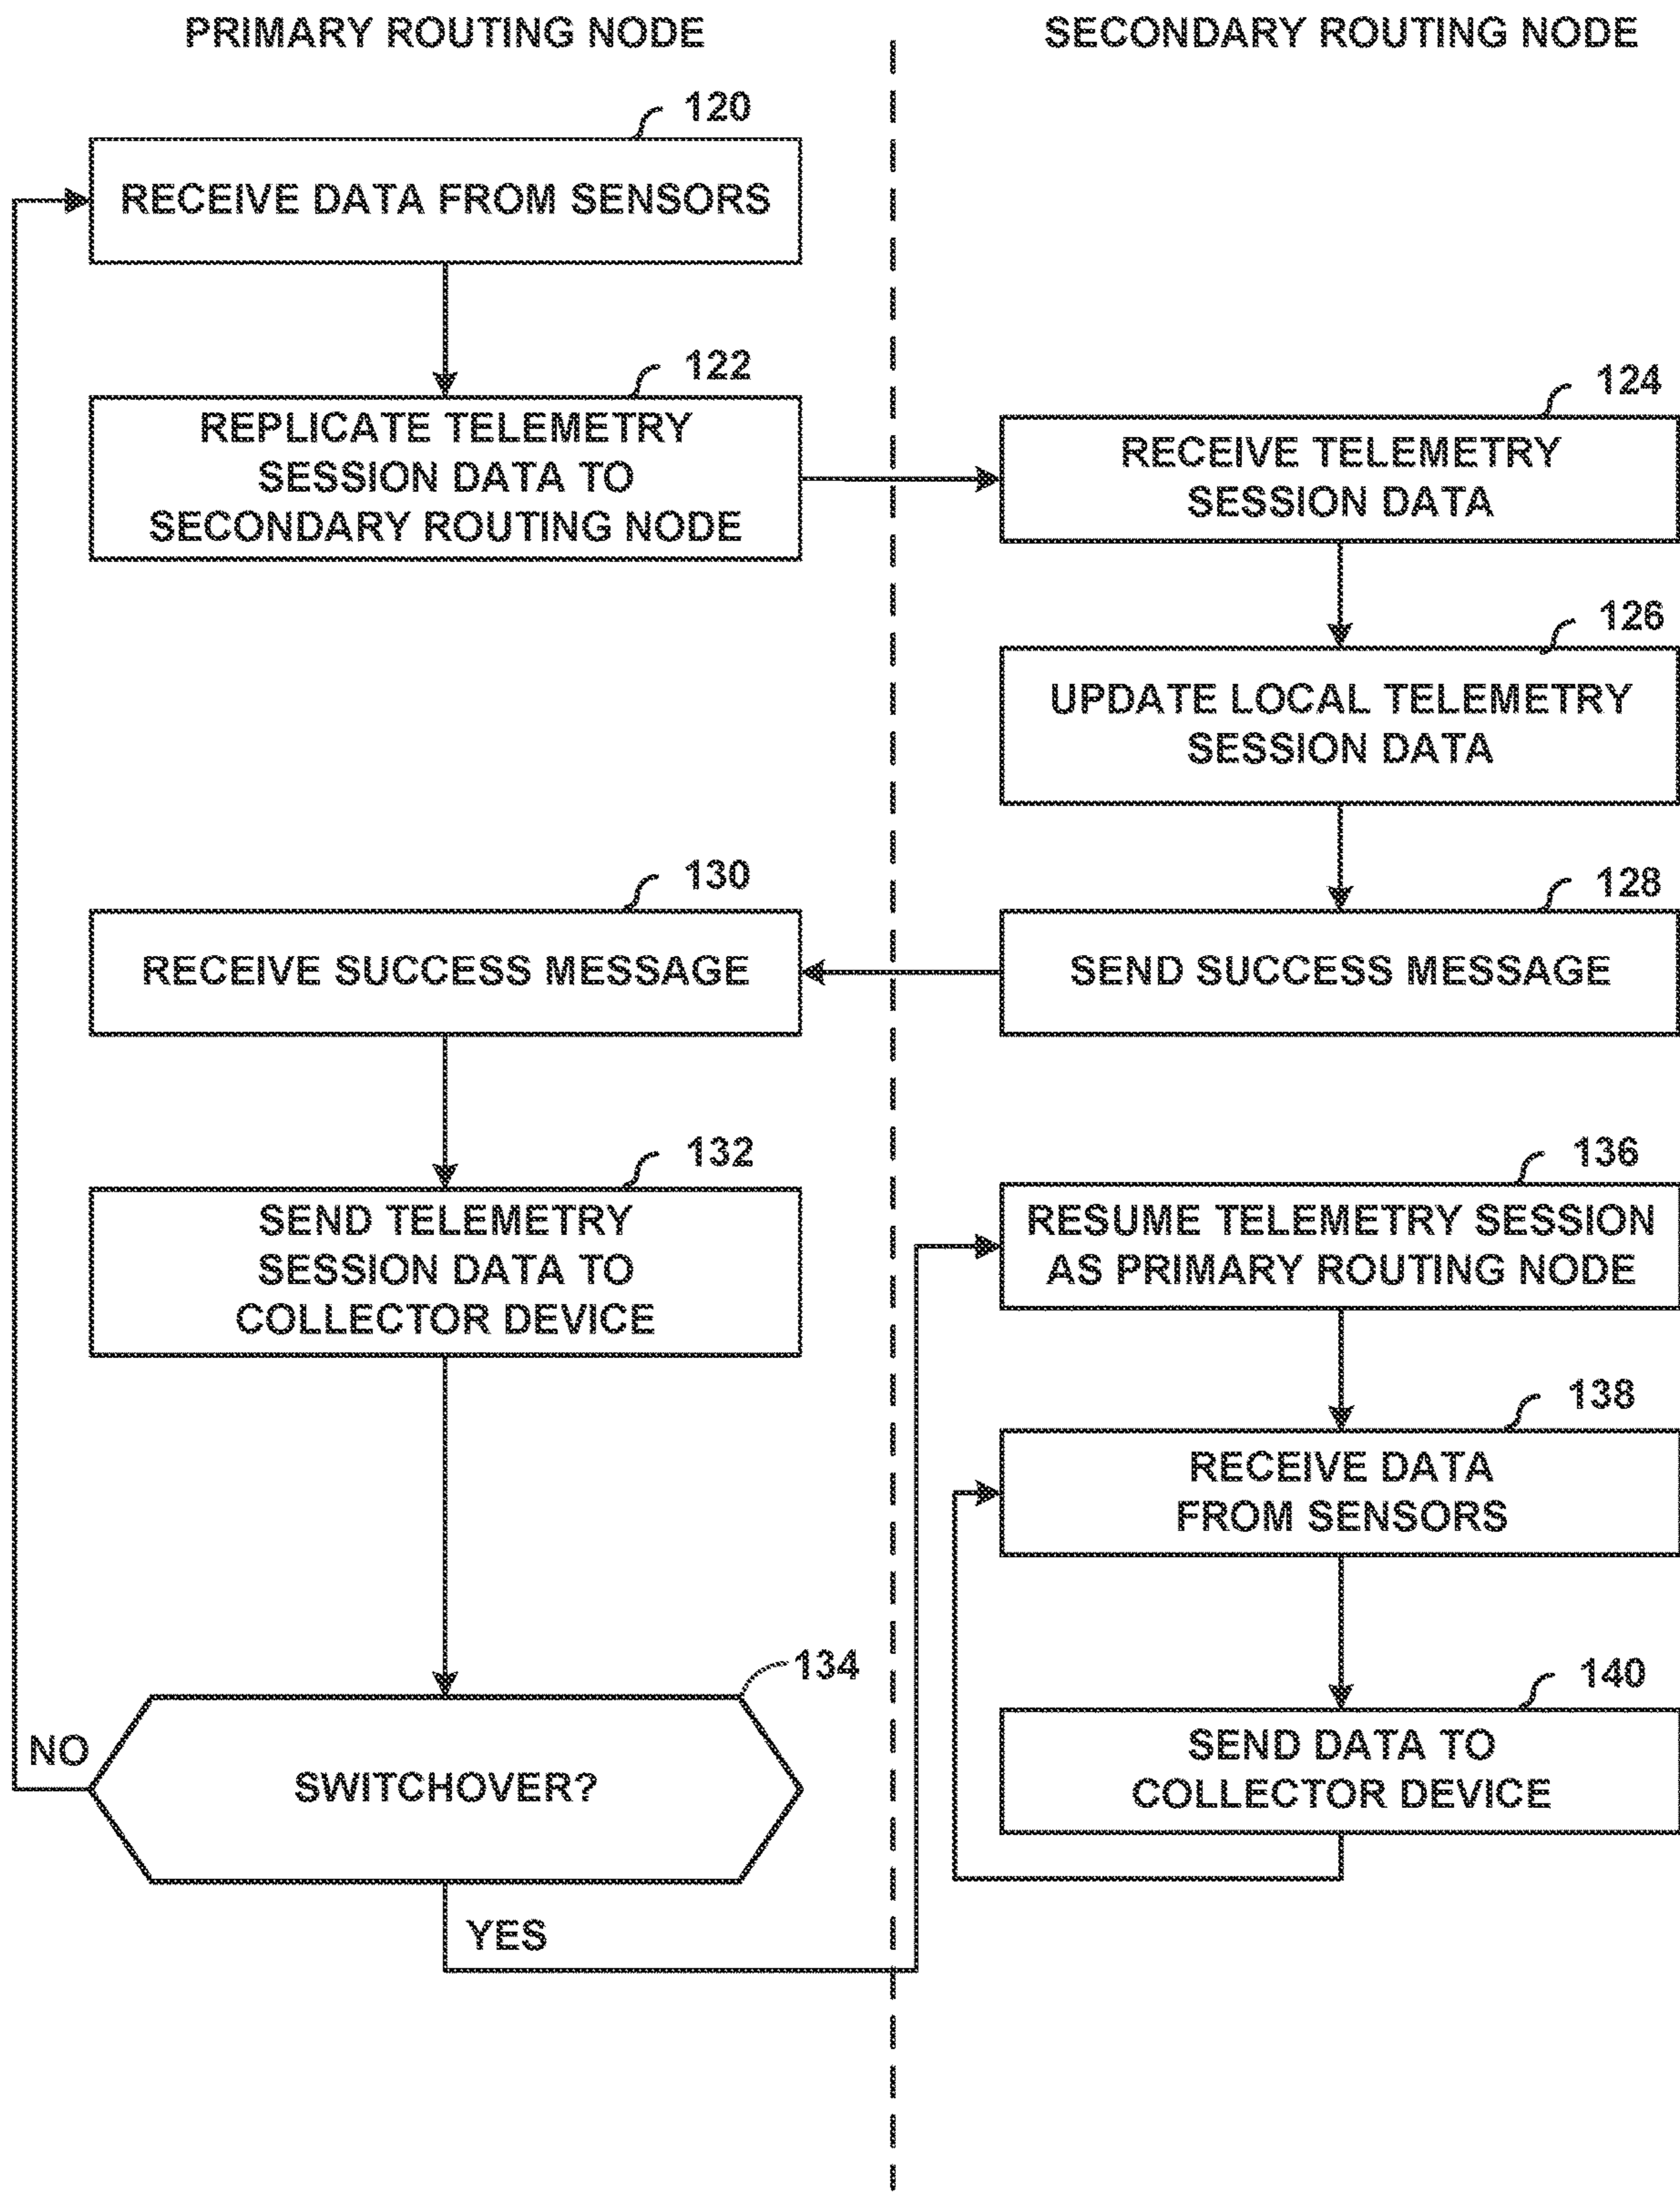 PRIMARY ROUTING NODE
SECONDARY ROUTING NODE
120
RECEIVE DATA FROM SENSORS
122
REPLICATE TELEMETRY
SESSION DATA TO
SECONDARY ROUTING NODE
124
RECEIVE TELEMETRY
SESSION DATA
126
UPDATE LOCAL TELEMETRY
SESSION DATA
128
SEND SUCCESS MESSAGE
130
RECEIVE SUCCESS MESSAGE
132
SEND TELEMETRY
SESSION DATA TO
COLLECTOR DEVICE
134
SWITCHOVER?
NO
YES
136
RESUME TELEMETRY SESSION
AS PRIMARY ROUTING NODE
138
RECEIVE DATA
FROM SENSORS
140
SEND DATA TO
COLLECTOR DEVICE